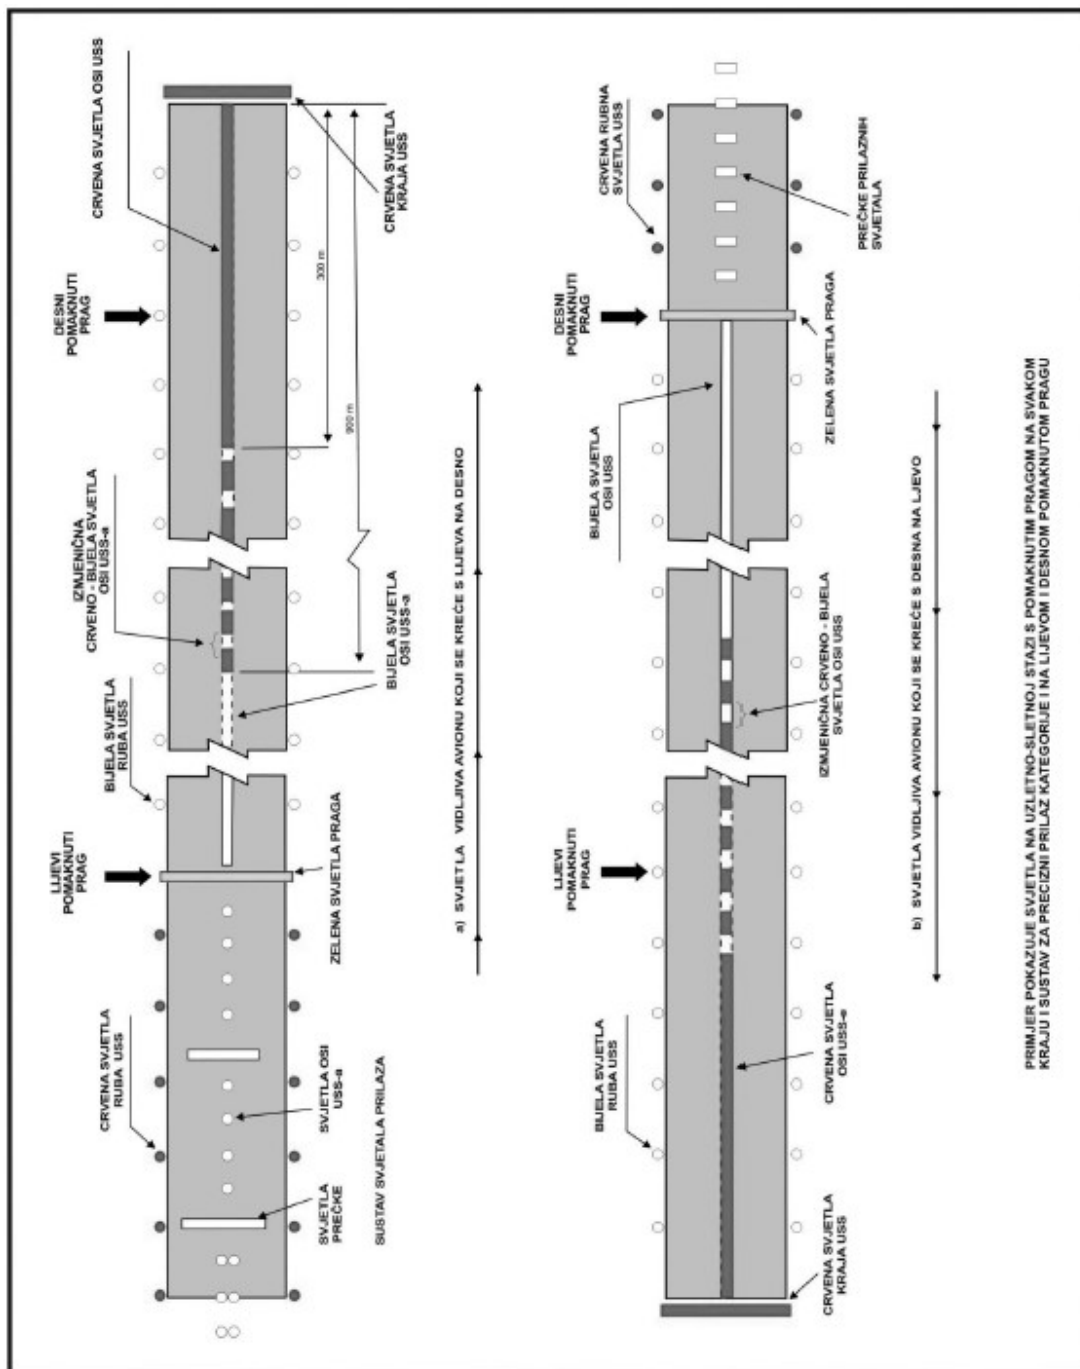 CRVENA SVJETLA OSI USS
DESNI
POMAKNUTI
PRAG
IZMJENIČNA
CRVENO - BIJELA SVJETLA
OSI USS-a
BIJELA SVJETLA
RUBA USS
LIJEVI
POMAKNUTI
PRAG
CRVENA SVJETLA
RUBA USS
SVJETLA
PREČKE
SVJETLA OSI
USS-a
SUSTAV SVJETALA PRILAZA
ZELENA SVJETLA PRAGA
BIJELA SVJETLA
OSI USS-a
300 m
900 m
CRVENA SVJETLA
KRAJA USS
a) SVJETLA VIDLJIVA AVIONU KOJI SE KREĆE S LIJEVA NA DESNO
CRVENA RUBNA
SVJETLA USS
DESNI
POMAKNUTI
PRAG
BIJELA SVJETLA
OSI USS
LIJEVI
POMAKNUTI
PRAG
BIJELA SVJETLA
RUBA USS
CRVENA SVJETLA
KRAJA USS
CRVENA SVJETLA
OSI USS-e
IZMJENIČNA CRVENO - BIJELA
SVJETLA OSI USS
ZELENA SVJETLA PRAGA
PREČKE PRILAZNIH
SVJETALA
b) SVJETLA VIDLJIVA AVIONU KOJI SE KREĆE S DESNA NA LJEVO
PRIMJER POKAZUJE SVJETLA NA UZLETNO-SLETNOJ STAZI S POMAKNUTIM PRAGOM NA SVAKOM
KRAJU I SUSTAV ZA PRECIZNI PRILAZ KATEGORIJE I NA LIJEVOM I DESNOM POMAKNUTOM PRAGU